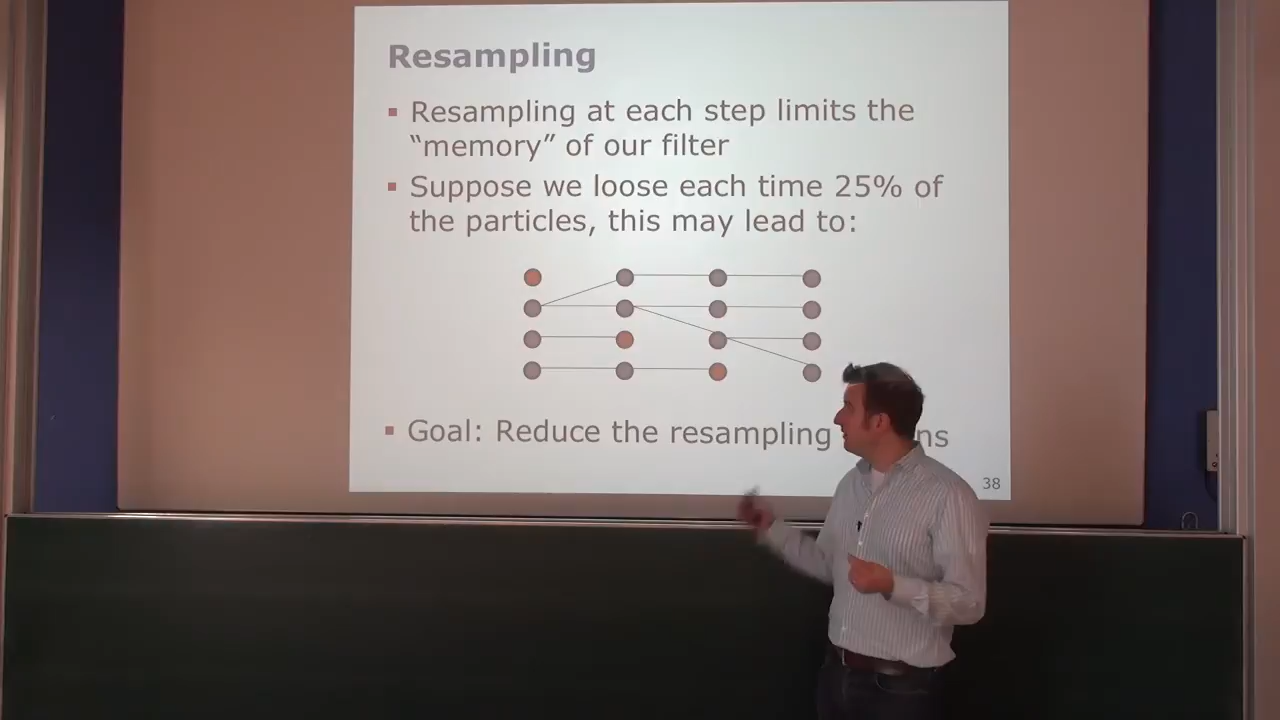 Resampling
▪ Resampling at each step limits the
“memory” of our filter
▪ Suppose we loose each time 25% of
the particles, this may lead to:
▪ Goal: Reduce the resampling
38